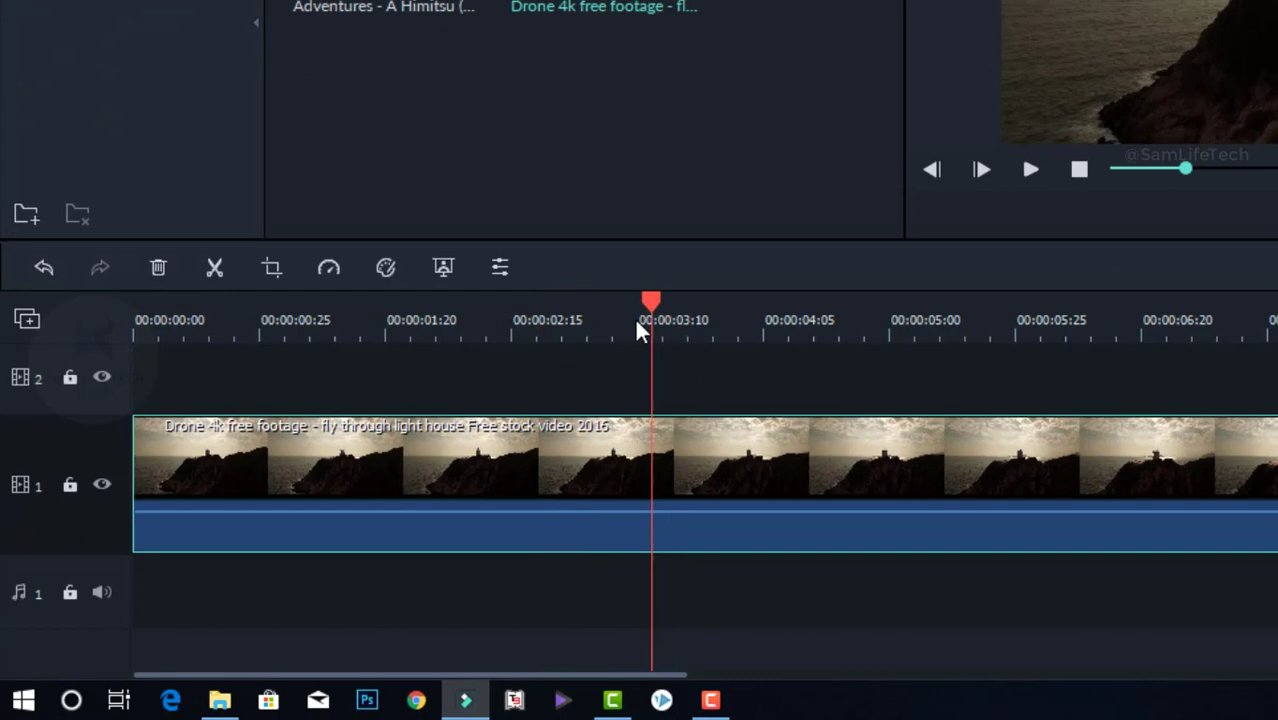 Adventures - A Himitsu (...
Drone 4k free footage - fl...
@SamLifeTech
00:00:00:00 00:00:00:25 00:00:01:20 00:00:02:15 00:00:03:10 00:00:04:05 00:00:05:00 00:00:05:25 00:00:06:20
2
Drone 4k free footage - fly through light house Free stock video 2016
1
1
Ps